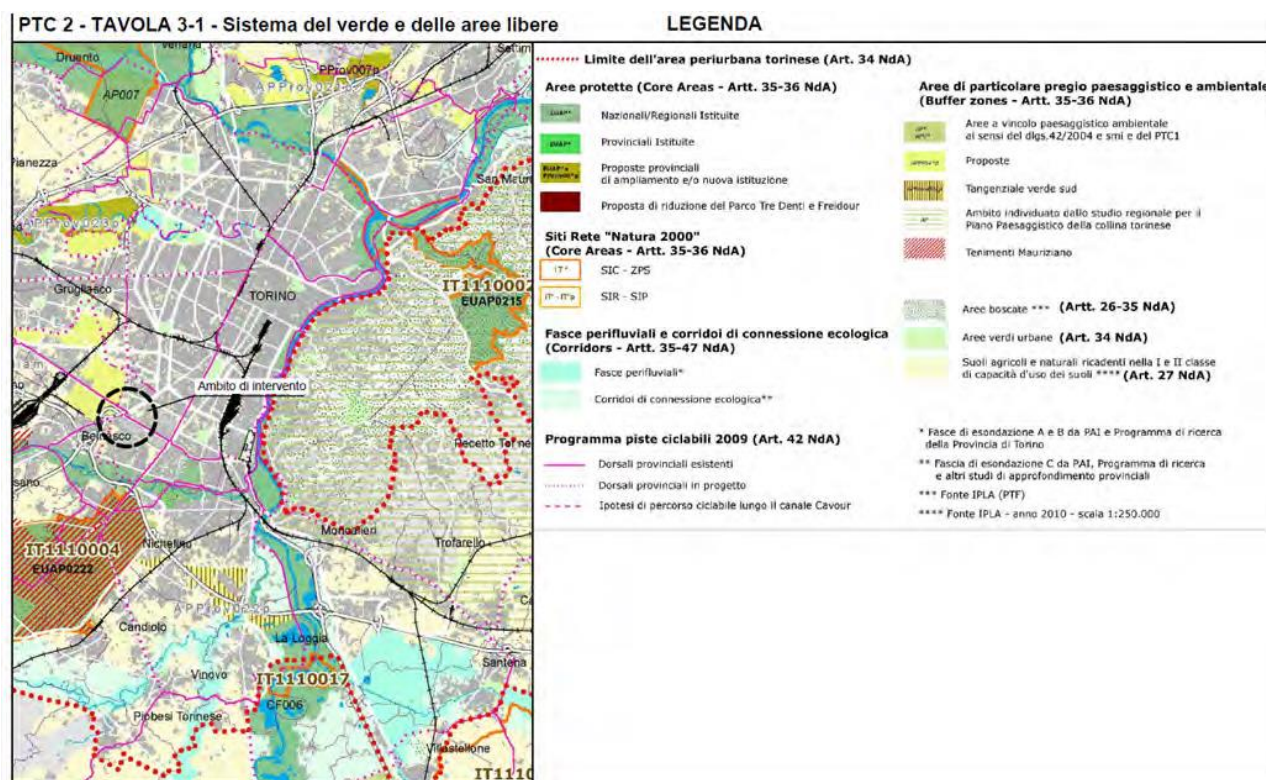 PTC 2 - TAVOLA 3-1 - Sistema del verde e delle aree libere
LEGENDA
Druento
AP007
PProv007p
Pianezza
San Maur
Grugliasco
TORINO
IT1110002
EUAP0215
Ambito di intervento
Beinasco
Moncalieri
Trofarello
Nichelino
IT1110004
EUAP0222
Candiolo
La Loggia
Vinovo
Santena
IT1110017
CF006
Piobesi Torinese
Villastellone
Limite dell'area periurbana torinese (Art. 34 NdA)
Aree protette (Core Areas - Artt. 35-36 NdA)
Nazionali/Regionali Istituite
Provinciali Istituite
Proposte provinciali
di ampliamento e/o nuova istituzione
Proposta di riduzione del Parco Tre Denti e Freidour
Siti Rete "Natura 2000"
(Core Areas - Artt. 35-36 NdA)
SIC - ZPS
SIR - SIP
Fasce perifluviali e corridoi di connessione ecologica
(Corridors - Artt. 35-47 NdA)
Fasce perifluviali*
Corridoi di connessione ecologica**
Programma piste ciclabili 2009 (Art. 42 NdA)
Dorsali provinciali esistenti
Dorsali provinciali in progetto
Ipotesi di percorso ciclabile lungo il canale Cavour
Aree di particolare pregio paesaggistico e ambientale
(Buffer zones - Artt. 35-36 NdA)
Aree a vincolo paesaggistico ambientale
ai sensi del dlgs.42/2004 e smi e del PTC1
Proposte
Tangenziale verde sud
Ambito individuato dallo studio regionale per il
Piano Paesaggistico della collina torinese
Tenimenti Mauriziano
Aree boscate *** (Artt. 26-35 NdA)
Aree verdi urbane (Art. 34 NdA)
Suoli agricoli e naturali ricadenti nella I e II classe
di capacità d'uso dei suoli **** (Art. 27 NdA)
* Fasce di esondazione A e B da PAI e Programma di ricerca
della Provincia di Torino
** Fascia di esondazione C da PAI, Programma di ricerca
e altri studi di approfondimento provinciali
*** Fonte IPLA (PTF)
**** Fonte IPLA - anno 2010 - scala 1:250.000